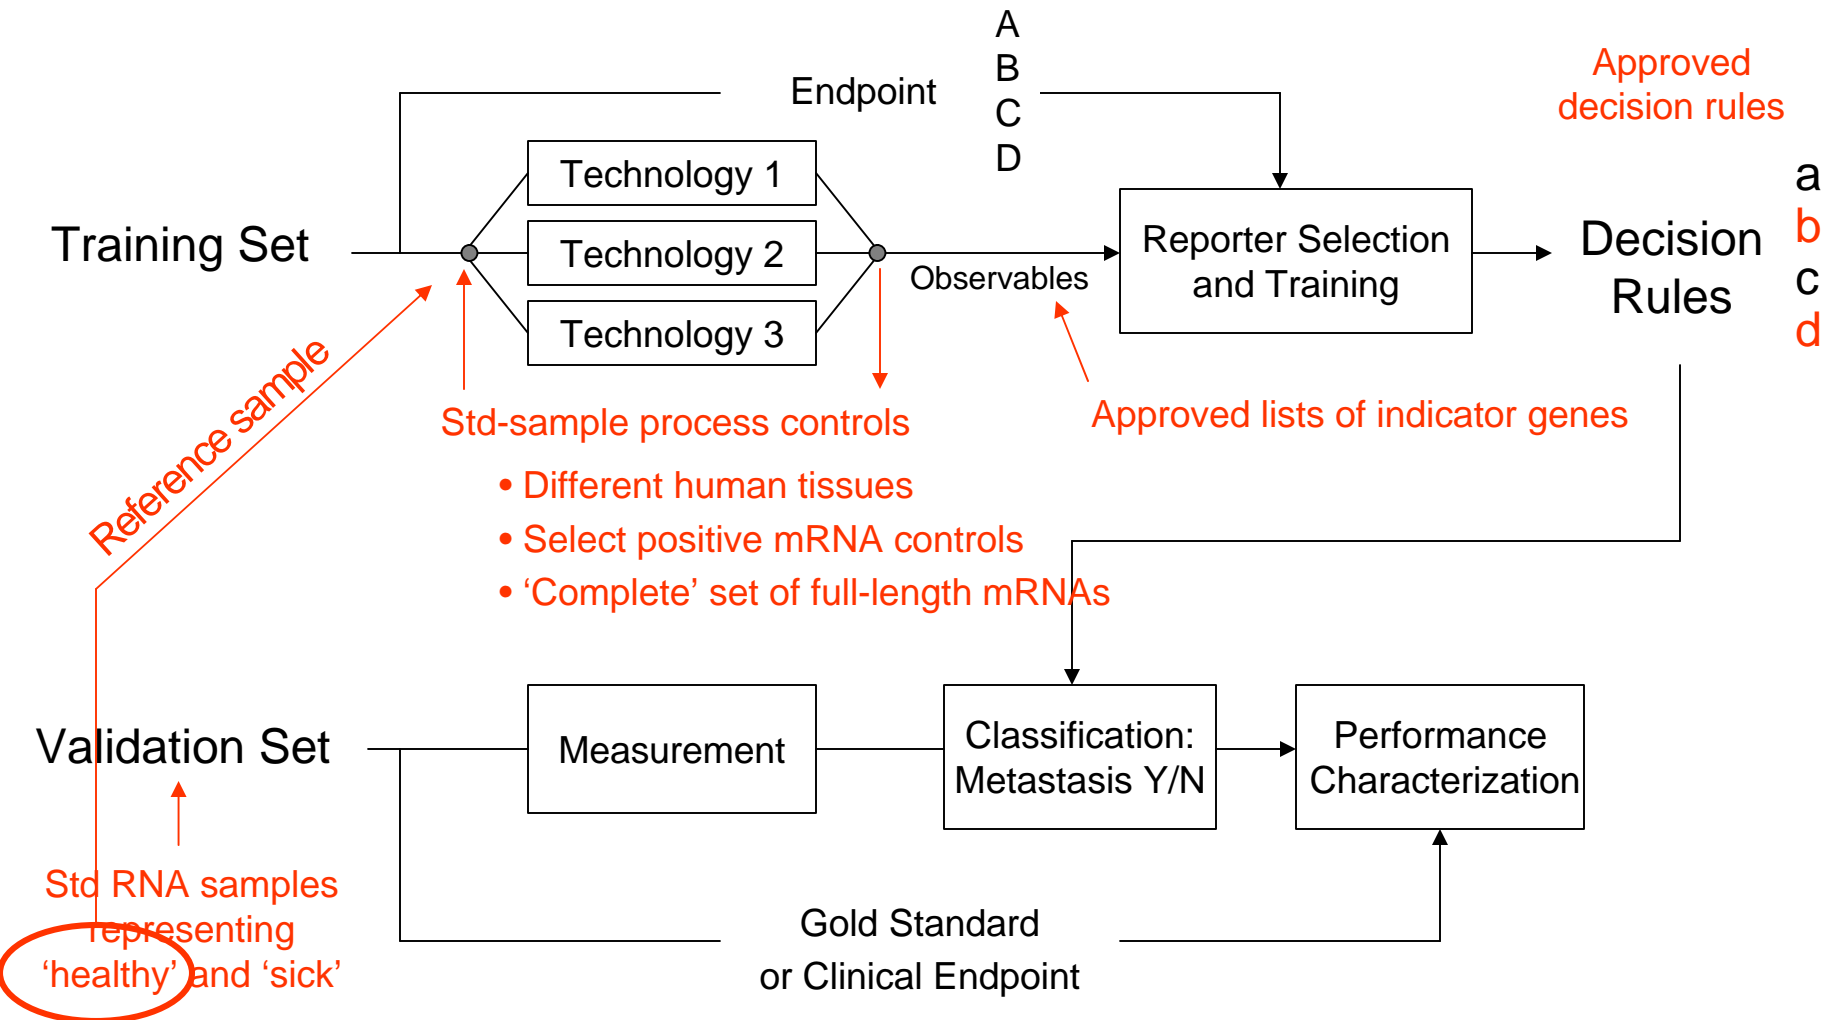 Endpoint
A
B
C
D
Approved
decision rules
Training Set
Technology 1
Technology 2
Technology 3
Observables
Reporter Selection
and Training
Decision
Rules
a
b
c
d
Reference sample
Std-sample process controls
• Different human tissues
• Select positive mRNA controls
• ‘Complete’ set of full-length mRNAs
Approved lists of indicator genes
Validation Set
Measurement
Classification:
Metastasis Y/N
Performance
Characterization
Std RNA samples
representing
‘healthy’ and ‘sick’
Gold Standard
or Clinical Endpoint